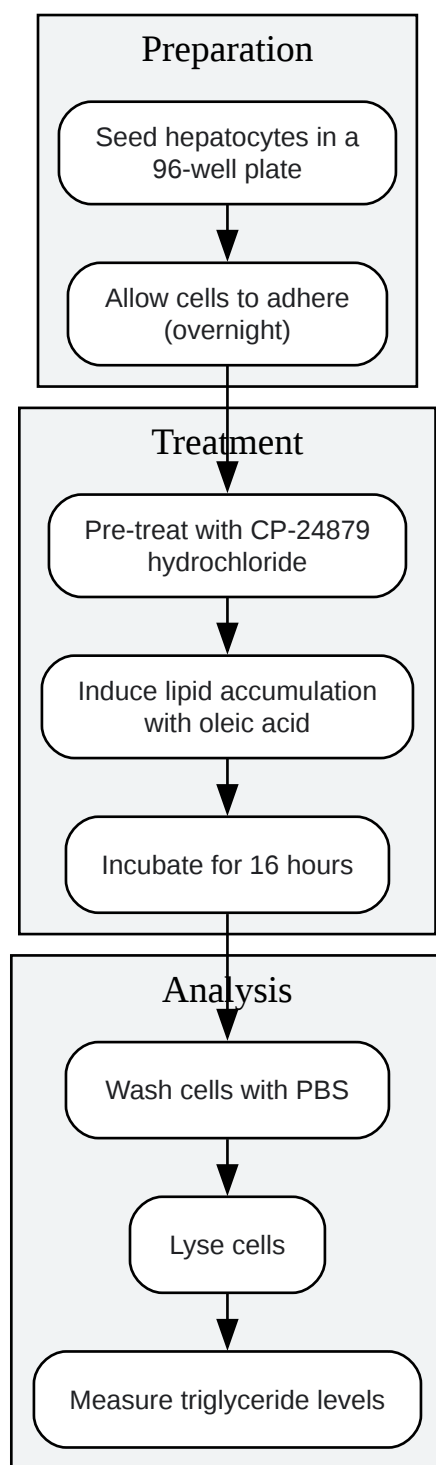 Preparation
Seed hepatocytes in a
96-well plate
Allow cells to adhere
(overnight)
Treatment
Pre-treat with CP-24879
hydrochloride
Induce lipid accumulation
with oleic acid
Incubate for 16 hours
Analysis
Wash cells with PBS
Lyse cells
Measure triglyceride levels